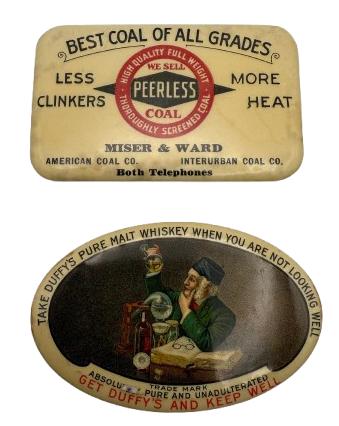 BEST COAL OF ALL GRADES
HIGH QUALITY FULL WEIGHT
WE SELL
LESS MORE
PEERLESS
CLINKERS HEAT
COAL
THOROUGHLY SCREENED COAL
MISER & WARD
AMERICAN COAL CO. INTERURBAN COAL CO.
Both Telephones
TAKE DUFFY'S PURE MALT WHISKEY WHEN YOU ARE NOT LOOKING WELL
TRADE MARK
PURE AND UNADULTERATED
GET DUFFY'S AND KEEP WELL